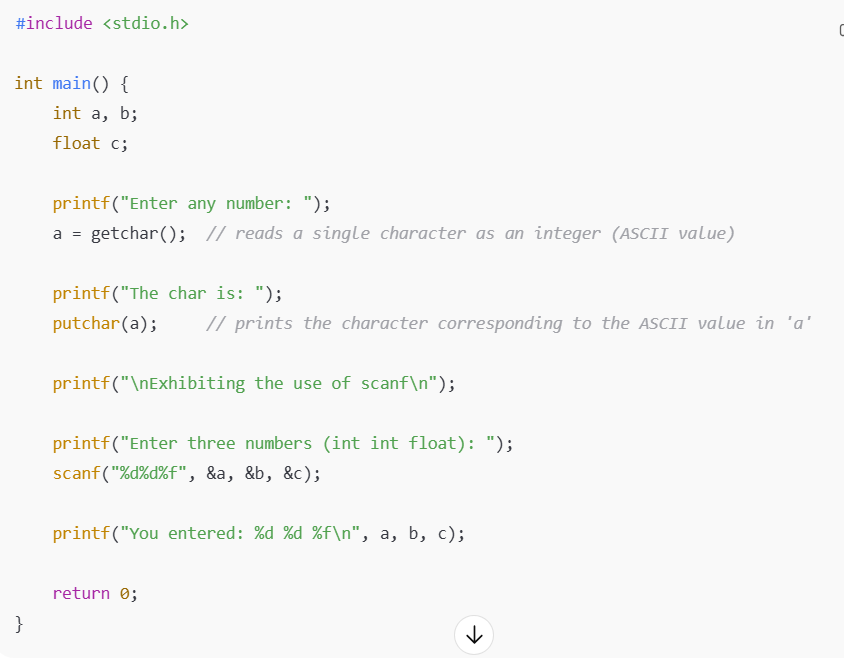 #include <stdio.h>
int main() {
    int a, b;
    float c;
    printf("Enter any number: ");
    a = getchar();  // reads a single character as an integer (ASCII value)
    printf("The char is: ");
    putchar(a);     // prints the character corresponding to the ASCII value in 'a'
    printf("\nExhibiting the use of scanf\n");
    printf("Enter three numbers (int int float): ");
    scanf("%d%d%f", &a, &b, &c);
    printf("You entered: %d %d %f\n", a, b, c);
    return 0;
}